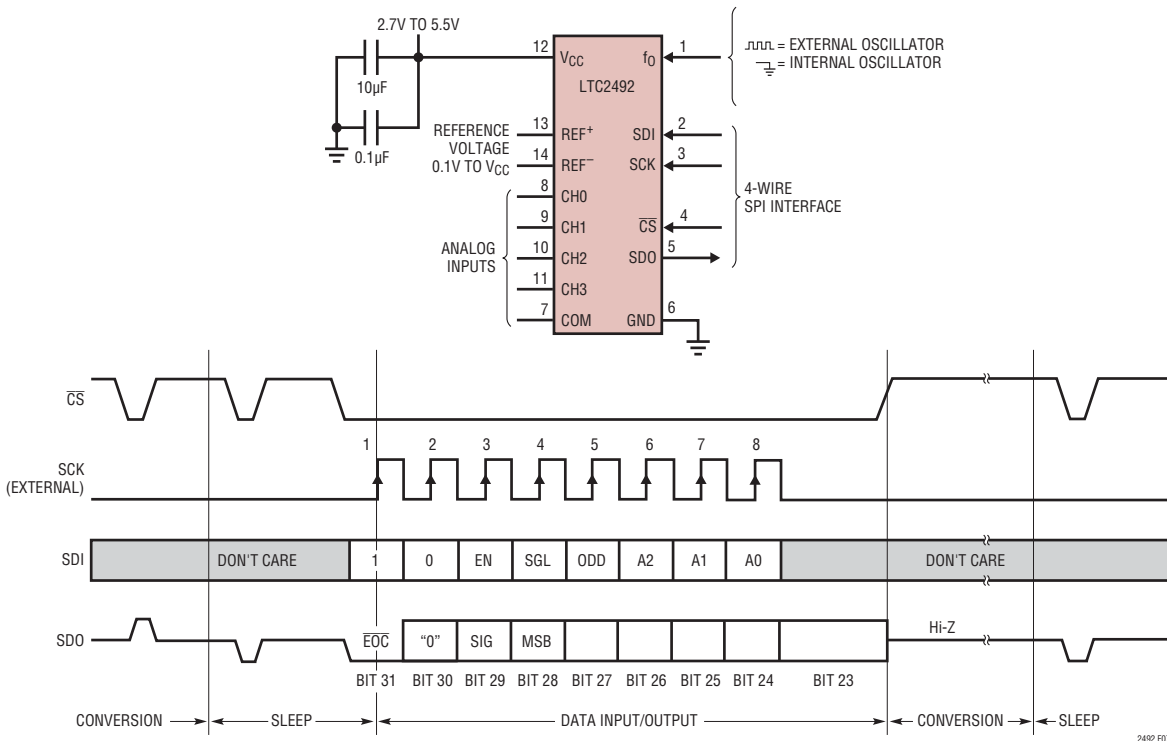 2.7V TO 5.5V
12
VCC
fO
1
= EXTERNAL OSCILLATOR
= INTERNAL OSCILLATOR
LTC2492
10µF
0.1µF
REFERENCE
VOLTAGE
0.1V TO VCC
13
REF+
14
REF−
SDI
2
SCK
3
4-WIRE
SPI INTERFACE
ANALOG
INPUTS
8
CH0
9
CH1
10
CH2
11
CH3
7
COM
CS
4
SDO
5
GND
6
CS
SCK
(EXTERNAL)
1 2 3 4 5 6 7 8
SDI
DON'T CARE 1 0 EN SGL ODD A2 A1 A0 DON'T CARE
SDO
EOC "0" SIG MSB Hi-Z
BIT 31 BIT 30 BIT 29 BIT 28 BIT 27 BIT 26 BIT 25 BIT 24 BIT 23
CONVERSION SLEEP DATA INPUT/OUTPUT CONVERSION SLEEP